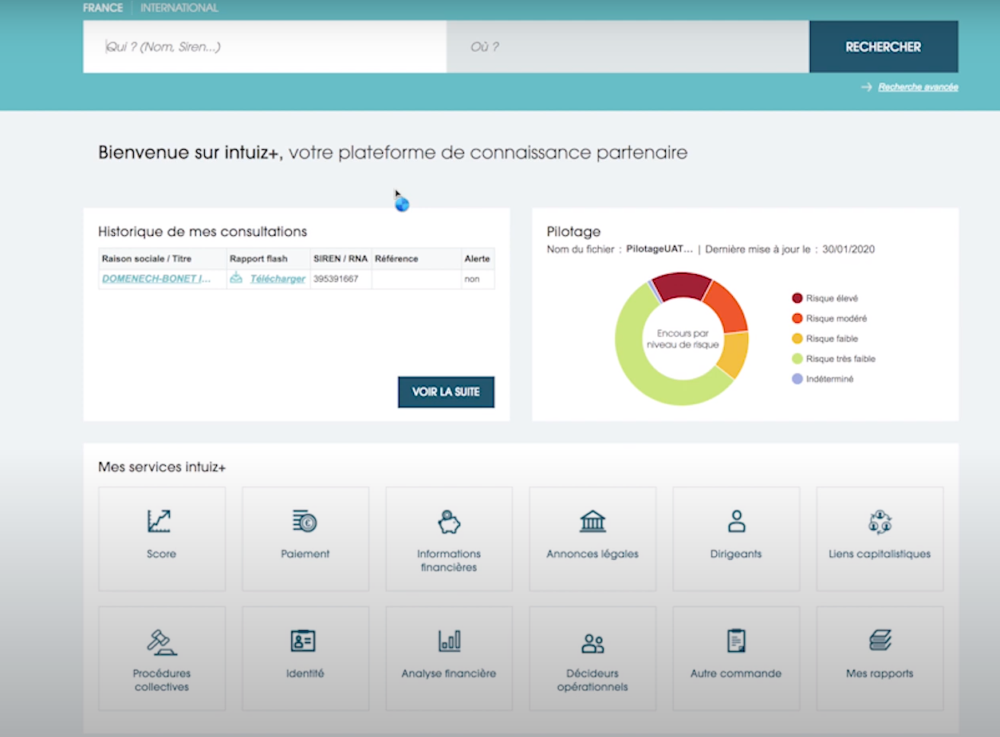 FRANCE INTERNATIONAL
Qui ? (Nom, Siren...) Où ? RECHERCHER
Recherche avancée
Bienvenue sur intuiz+, votre plateforme de connaissance partenaire
Historique de mes consultations
Raison sociale / Titre Rapport flash SIREN / RNA Référence Alerte
DOMENECH-BONET I... Télécharger 395391667 non
VOIR LA SUITE
Pilotage
Nom du fichier : PilotageUAT... | Dernière mise à jour le : 30/01/2020
Encours par
niveau de risque
Risque élevé
Risque modéré
Risque faible
Risque très faible
Indéterminé
Mes services intuiz+
Score
Paiement
Informations
financières
Annonces légales
Dirigeants
Liens capitalistiques
Procédures
collectives
Identité
Analyse financière
Décideurs
opérationnels
Autre commande
Mes rapports